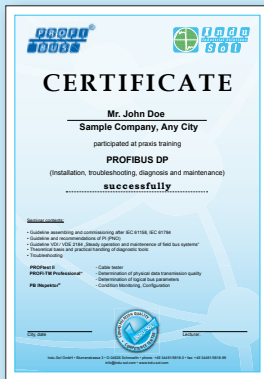 PROFI
BUS
Indu
Sol
CERTIFICATE
Mr. John Doe
Sample Company, Any City
participated at praxis training
PROFIBUS DP
(Installation, troubleshooting, diagnosis and maintenance)
successfully
Seminar contents:
• Guideline assembling and commissioning after IEC 61158, IEC 61784
• Guideline and recommendations of PI (PNO)
• Guideline VDI / VDE 2184 „Steady operation and maintenence of field bus systems“
• Theoretical basis and practical handling of diagnostic tools
• Troubleshooting
PROFtest II - Cable tester
PROFI-TM Professional - Determination of physical data transmission quality
- Determination of logical bus parameters
PB INspektor - Condition Monitoring, Configuration
City, date
Lecturer: